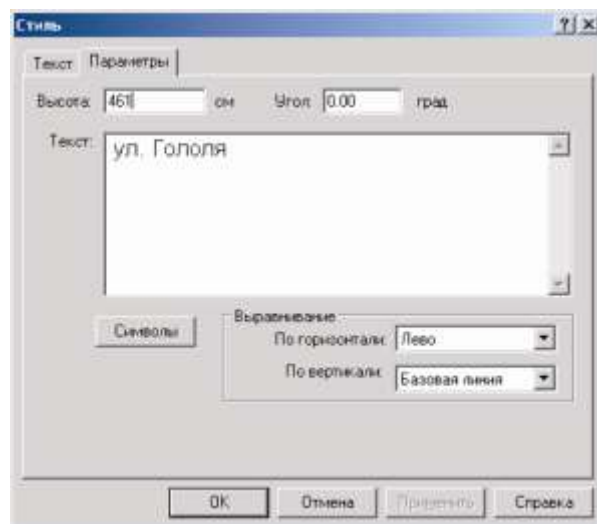 Стиль
Текст Параметры
Высота: 461 см Угол: 0.00 град
Текст: ул. Гололя
Символы
Выравнивание
По горизонтали: Лево
По вертикали: Базовая линия
OK Отмена Применить Справка